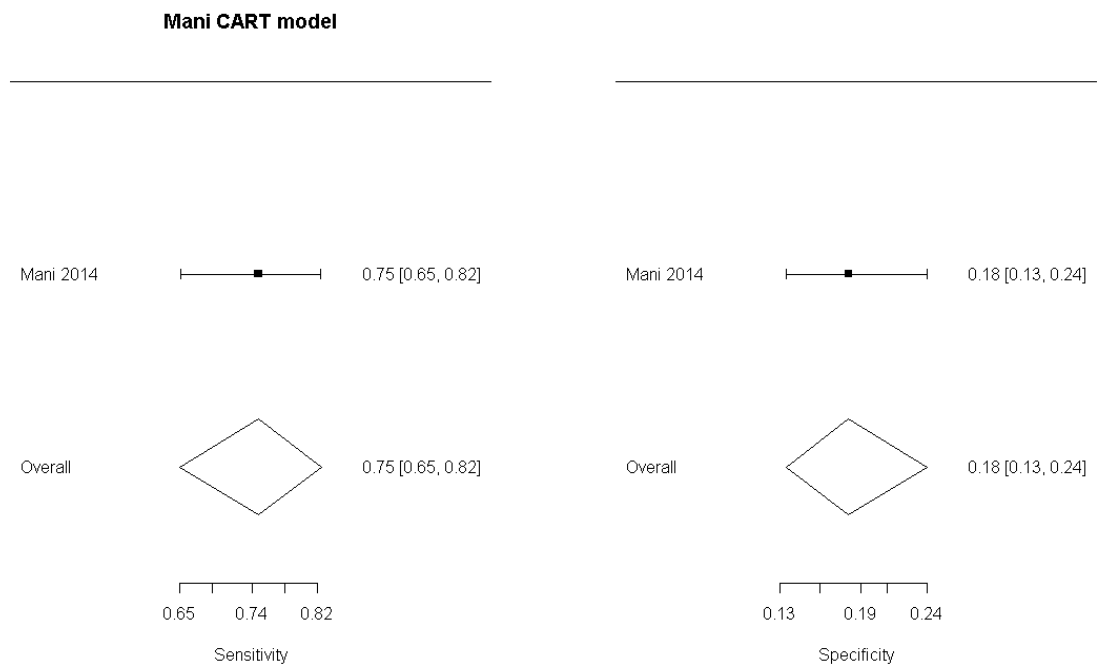 Mani CART model
Mani 2014 0.75 [0.65, 0.82] Mani 2014 0.18 [0.13, 0.24]
Overall 0.75 [0.65, 0.82] Overall 0.18 [0.13, 0.24]
0.65 0.74 0.82 0.13 0.19 0.24
Sensitivity Specificity